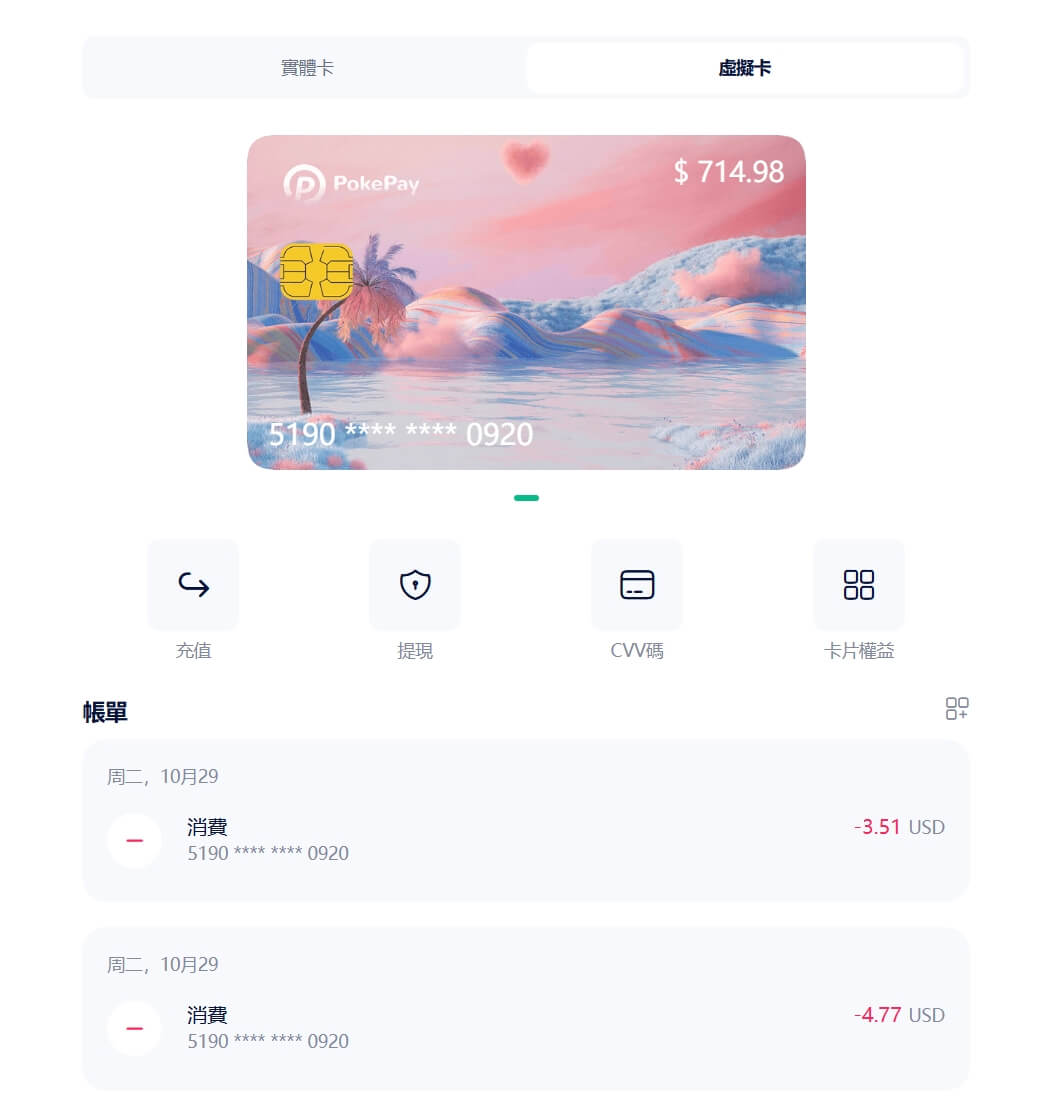 實體卡
虛擬卡
PokePay
$ 714.98
5190 **** **** 0920
充值
提現
CVV碼
卡片權益
帳單
周二，10月29
消費
-3.51 USD
5190 **** **** 0920
周二，10月29
消費
-4.77 USD
5190 **** **** 0920